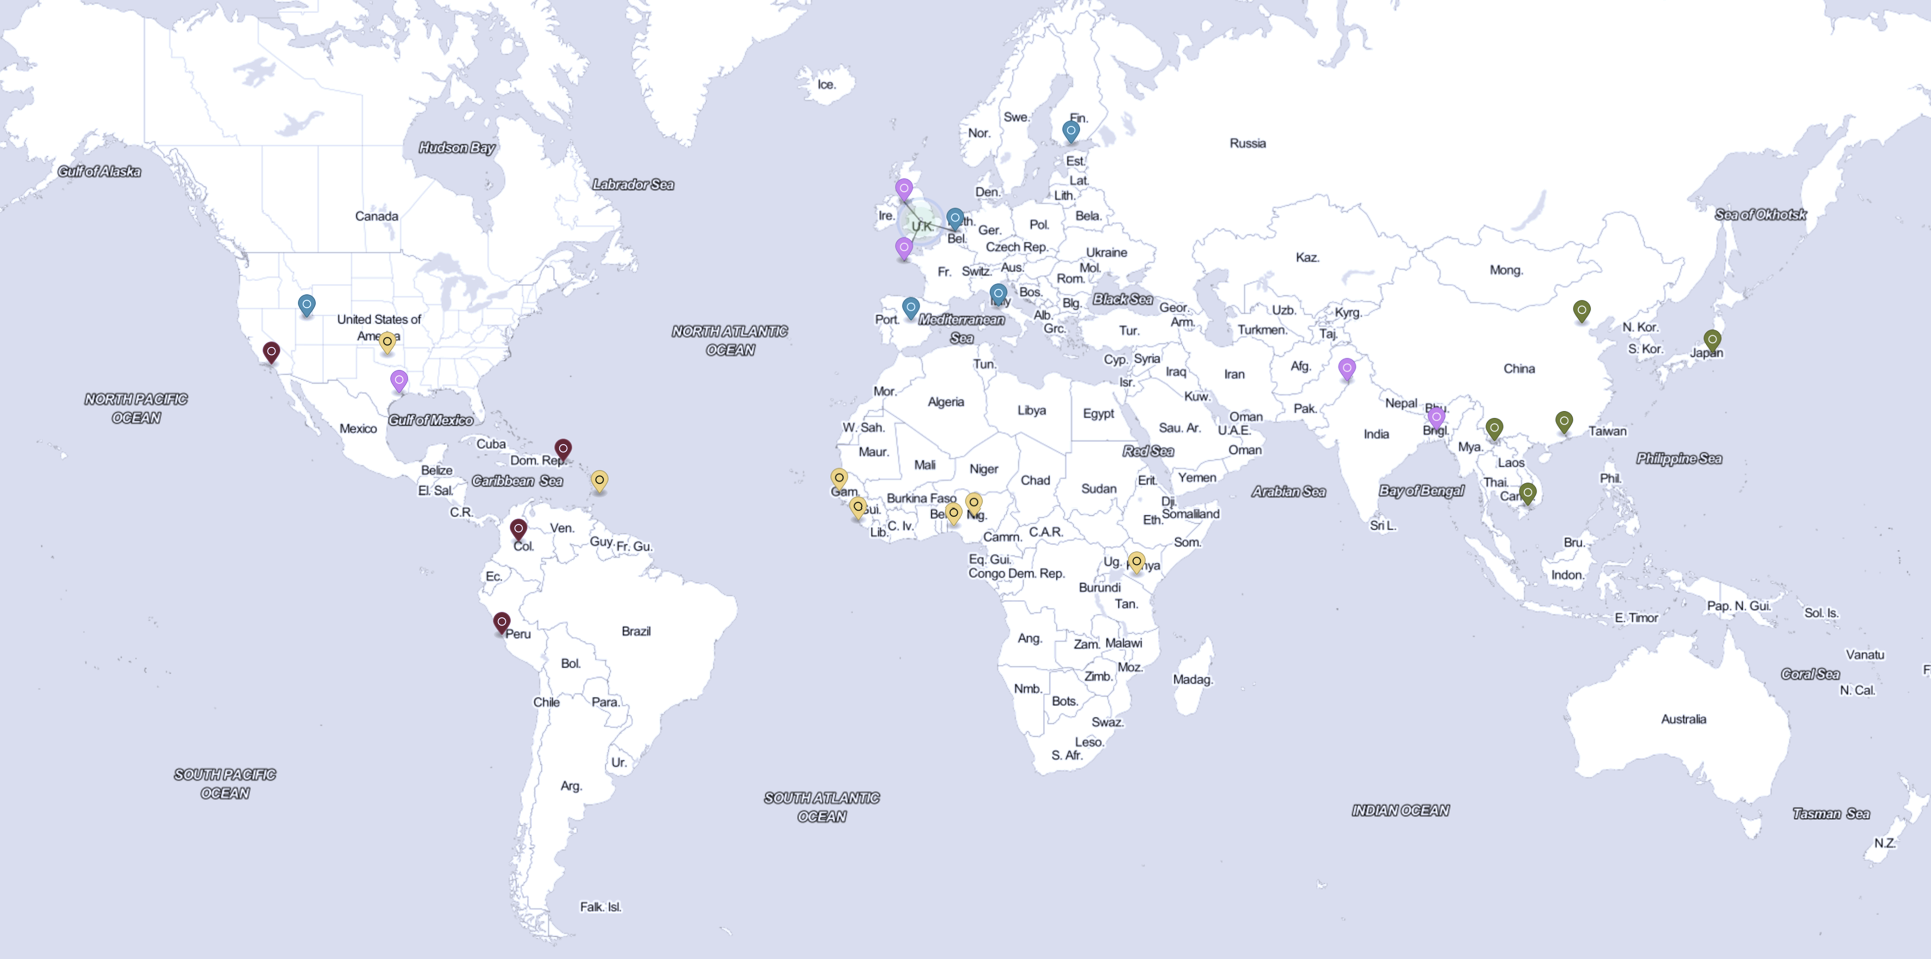 Ice.
Fin.
Swe.
Nor.
Russia
Hudson Bay
Est.
Gulf of Alaska
Labrador Sea
Lat.
Den.
Lith.
Canada
Ire.
Bela.
Sea of Okhotsk
U.K.
Pol.
Ger.
Bel.
Czech Rep.
Ukraine
Kaz.
Fr.
Switz.
Aus.
Mol.
Mong.
Rom.
Bos.
Black Sea
Blg.
Geor.
Uzb.
Kyrg.
United States of
Port.
Mediterranean
Sea
Alb.
Arm.
Grc.
Tur.
Turkmen.
Taj.
N. Kor.
NORTH ATLANTIC
OCEAN
S. Kor.
Japan
Cyp.
Syria
Tun.
Iraq
Iran
Afg.
China
Isr.
Mor.
Kuw.
NORTH PACIFIC
OCEAN
Algeria
Libya
Egypt
Pak.
Nepal
Gulf of Mexico
Mexico
W. Sah.
Sau. Ar.
Oman
U.A.E.
India
Taiwan
Cuba
Maur.
Red Sea
Oman
Mya.
Dom. Rep.
Laos
Philippine Sea
Belize
Mali
Niger
Chad
Sudan
Erit.
Yemen
Caribbean Sea
El. Sal.
Gam.
Arabian Sea
Bay of Bengal
Thai.
Phil.
Burkina Faso
Dji.
C.R.
Somaliland
Eth.
Sri L.
Ven.
Lib.
C. Iv.
Camm.
C.A.R.
Col.
Guy.
Fr. Gu.
Som.
Bru.
Eq. Gui.
Ug.
Ec.
Congo Dem. Rep.
Indon.
Burundi
Tan.
Pap. N. Gui.
Sol. Is.
E. Timor
Peru
Brazil
Ang.
Zam.
Malawi
Vanatu
Bol.
Moz.
Coral Sea
Zimb.
Madag.
Nmb.
N. Cal.
Chile
Para.
Bots.
Swaz.
Australia
Leso.
S. Afr.
Ur.
SOUTH PACIFIC
OCEAN
Arg.
SOUTH ATLANTIC
OCEAN
INDIAN OCEAN
Tasman Sea
N.Z.
Falk. Isl.